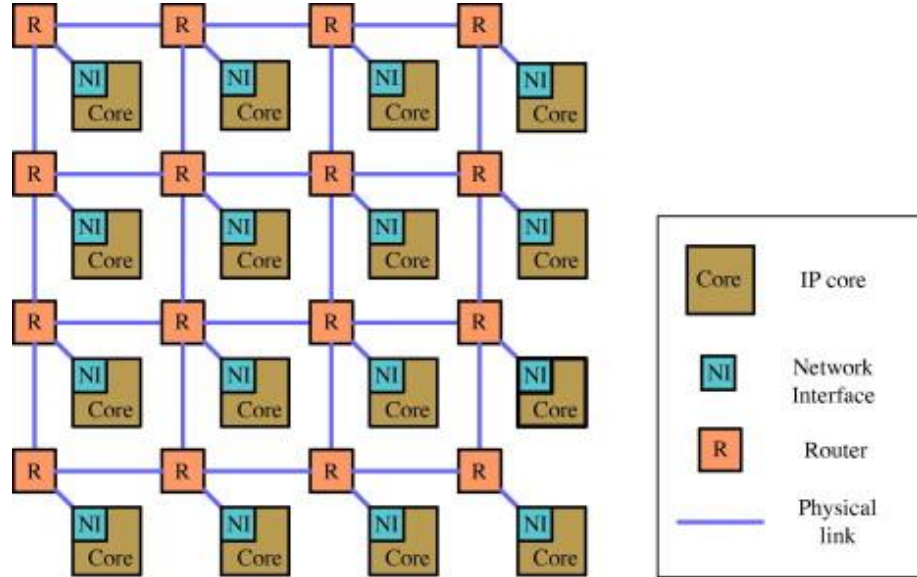 R R R R
NI NI NI NI
Core Core Core Core
R R R R
NI NI NI NI
Core Core Core Core
R R R R
NI NI NI NI
Core Core Core Core
R R R R
NI NI NI NI
Core Core Core Core
Core IP core
NI Network
Interface
R Router
Physical
link